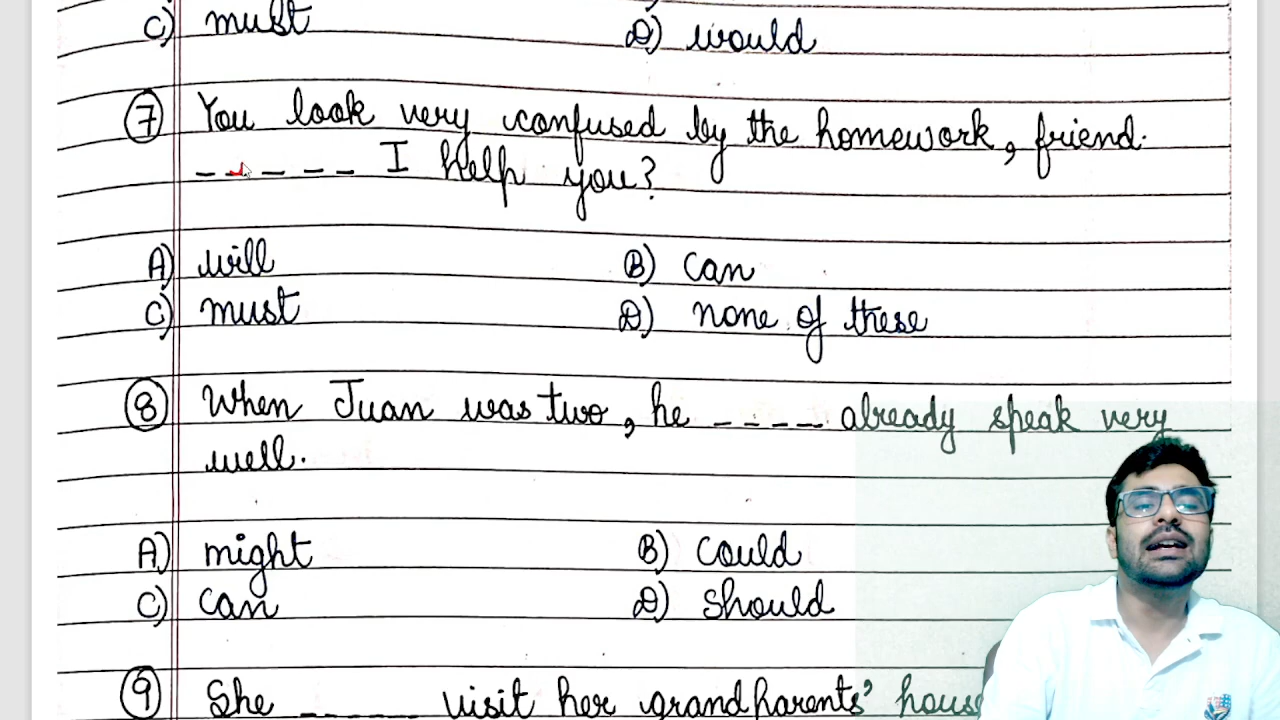 C) must D) would
7 You look very confused by the homework, friend.
_ _ _ _ _ I help you?
A) will B) can
C) must D) none of these
8 When Juan was two, he _ _ _ _ already speak very
well.
A) might B) could
C) can D) should
9 She _ _ _ _ _ visit her grandparents'